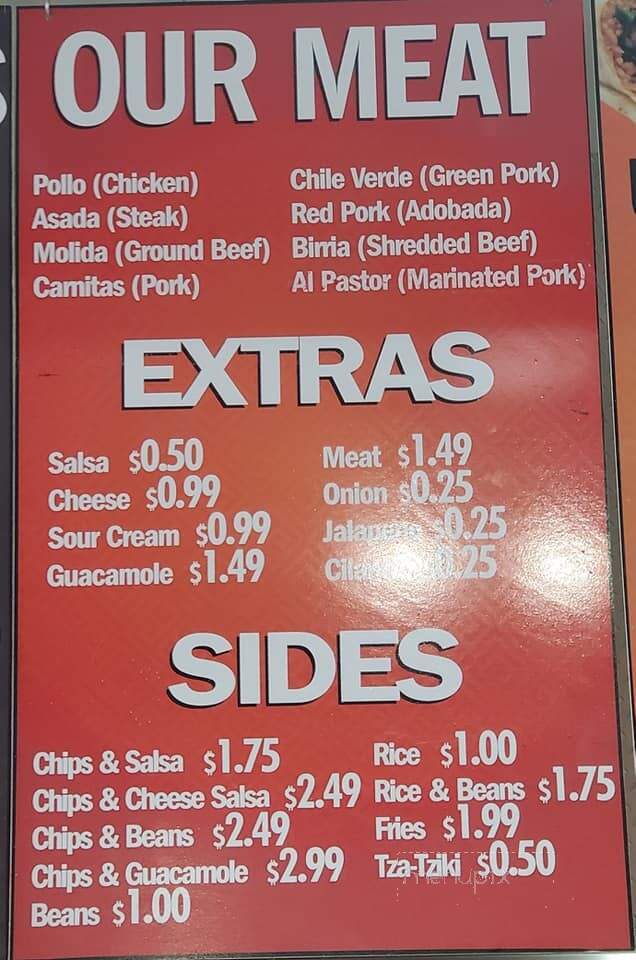 OUR MEAT
Pollo (Chicken)
Asada (Steak)
Molida (Ground Beef)
Carnitas (Pork)
Chile Verde (Green Pork)
Red Pork (Adobada)
Birria (Shredded Beef)
Al Pastor (Marinated Pork)
EXTRAS
Salsa $0.50
Cheese $0.99
Sour Cream $0.99
Guacamole $1.49
Meat $1.49
Onion $0.25
Jalapeno $0.25
0.25
SIDES
Chips & Salsa $1.75
Chips & Cheese Salsa $2.49
Chips & Beans $2.49
Chips & Guacamole $2.99
Beans $1.00
Rice $1.00
Rice & Beans $1.75
Fries $1.99
Tza-Tziki $0.50
menupix